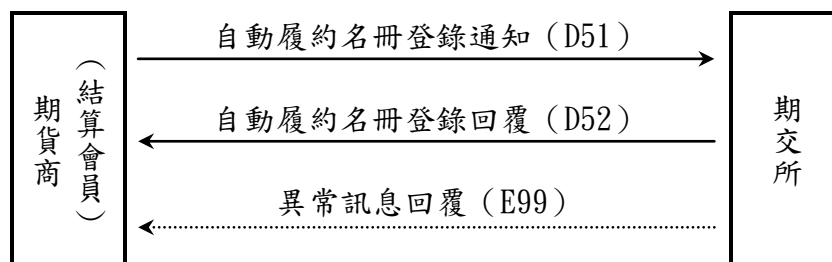 期貨商
(結算會員)
自動履約名冊登錄通知(D51)
自動履約名冊登錄回覆(D52)
異常訊息回覆(E99)
期交所